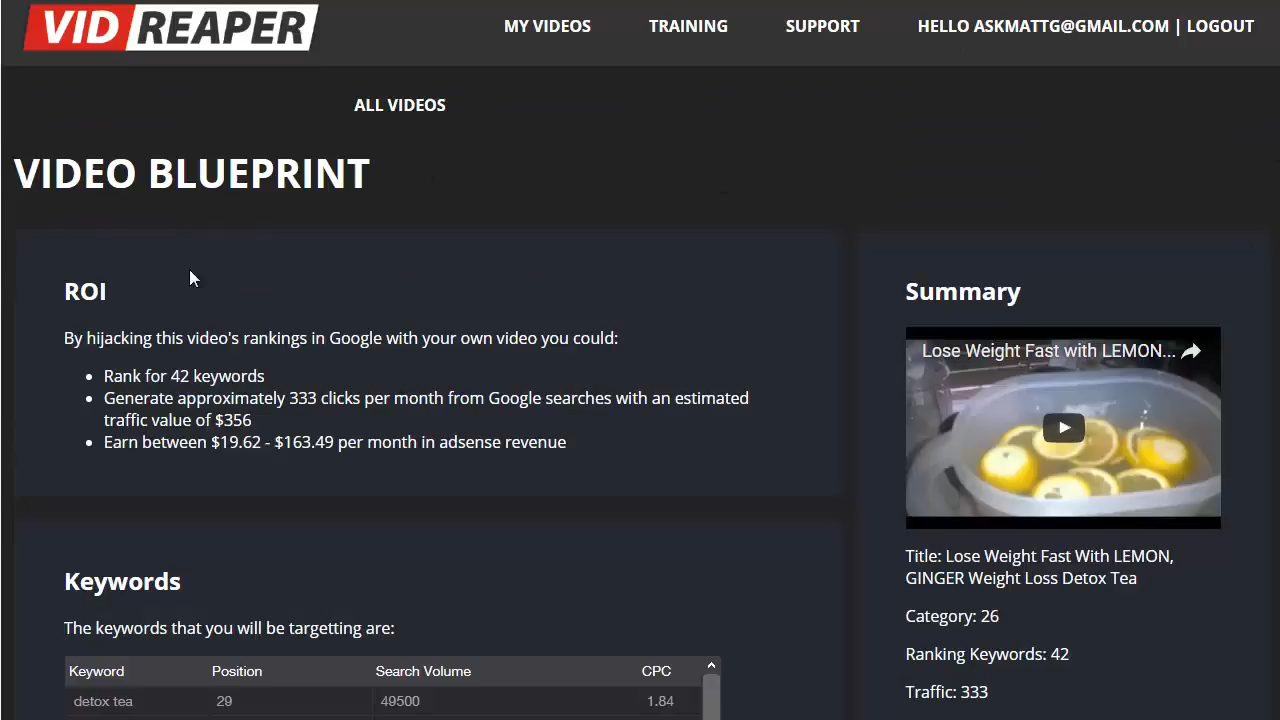 VID REAPER
MY VIDEOS
TRAINING
SUPPORT
HELLO ASKMATTG@GMAIL.COM | LOGOUT
ALL VIDEOS
VIDEO BLUEPRINT
ROI
By hijacking this video's rankings in Google with your own video you could:
• Rank for 42 keywords
• Generate approximately 333 clicks per month from Google searches with an estimated
traffic value of $356
• Earn between $19.62 - $163.49 per month in adsense revenue
Keywords
The keywords that you will be targetting are:
Keyword Position Search Volume CPC
detox tea 29 49500 1.84
Summary
Lose Weight Fast with LEMON...
Title: Lose Weight Fast With LEMON,
GINGER Weight Loss Detox Tea
Category: 26
Ranking Keywords: 42
Traffic: 333